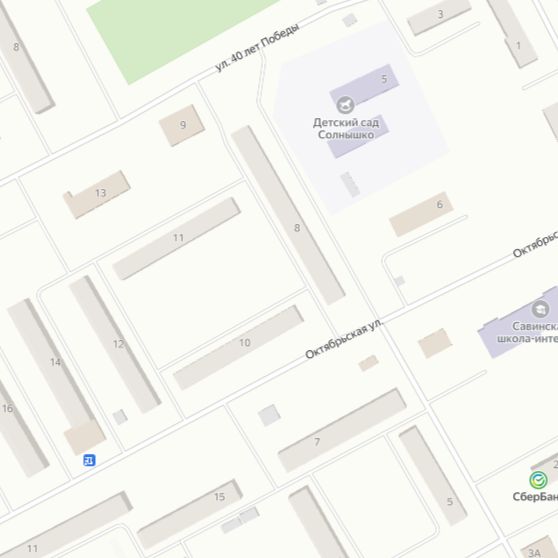 3
8
1
ул. 40 лет Победы
5
Детский сад
Солнышко
9
13
6
8
11
Октябрьс
12
10
Октябрьская ул.
Савинска
школа-инте
14
16
7
2
СберБан
15
5
11
3А